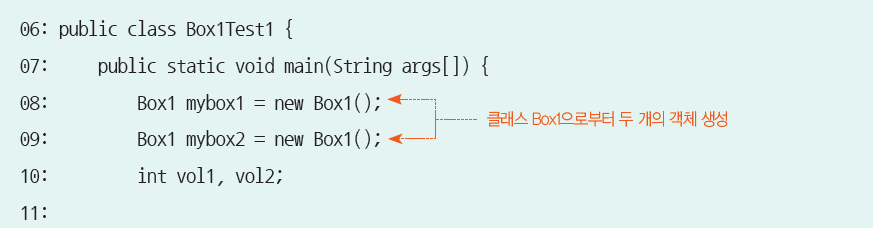 06: public class Box1Test1 {
07:     public static void main(String args[]) {
08:         Box1 mybox1 = new Box1();
클래스 Box1으로부터 두 개의 객체 생성
09:         Box1 mybox2 = new Box1();
10:         int vol1, vol2;
11: